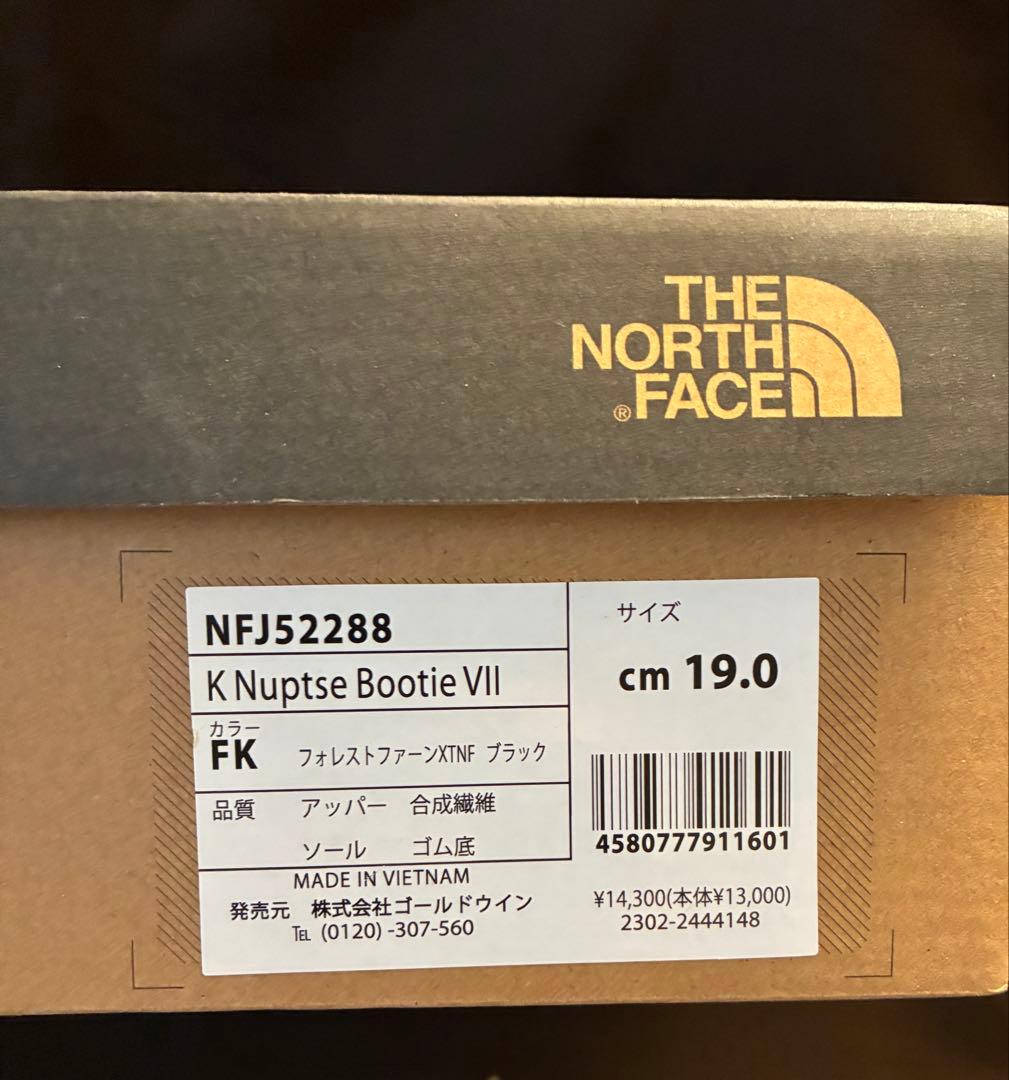 THE
NORTH
FACE
®
NFJ52288
K Nuptse Bootie VII
カラー
FK フォレストファーンXTNF ブラック
品質 アッパー 合成繊維
ソール ゴム底
MADE IN VIETNAM
発売元 株式会社ゴールドウイン
TEL (0120) -307-560
サイズ
cm 19.0
4580777911601
¥14,300(本体¥13,000)
2302-2444148